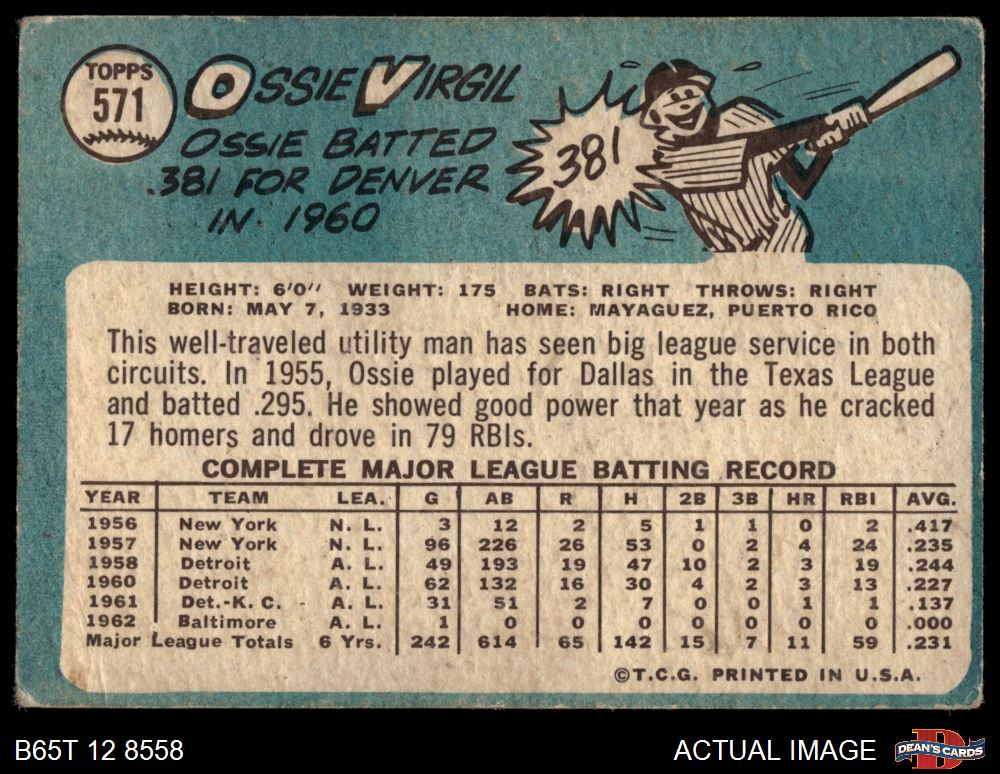 TOPPS
571
OSSIE VIRGIL
OSSIE BATTED
.381 FOR DENVER
IN 1960
381
HEIGHT: 6'0" WEIGHT: 175 BATS: RIGHT THROWS: RIGHT
BORN: MAY 7, 1933 HOME: MAYAGUEZ, PUERTO RICO
This well-traveled utility man has seen big league service in both
circuits. In 1955, Ossie played for Dallas in the Texas League
and batted .295. He showed good power that year as he cracked
17 homers and drove in 79 RBIs.
COMPLETE MAJOR LEAGUE BATTING RECORD
YEAR TEAM LEA. G AB R H 2B 3B HR RBI AVG.
1956 New York N. L. 3 12 2 5 1 1 0 2 .417
1957 New York N. L. 96 226 26 53 0 2 4 24 .235
1958 Detroit A. L. 49 193 19 47 10 2 3 19 .244
1960 Detroit A. L. 62 132 16 30 4 2 3 13 .227
1961 Det.-K. C. A. L. 31 51 2 7 0 0 1 1 .137
1962 Baltimore A. L. 1 0 0 0 0 0 0 0 .000
Major League Totals 6 Yrs. 242 614 65 142 15 7 11 59 .231
©T.C.G. PRINTED IN U.S.A.
B65T 12 8558 ACTUAL IMAGE DEAN'S CARDS